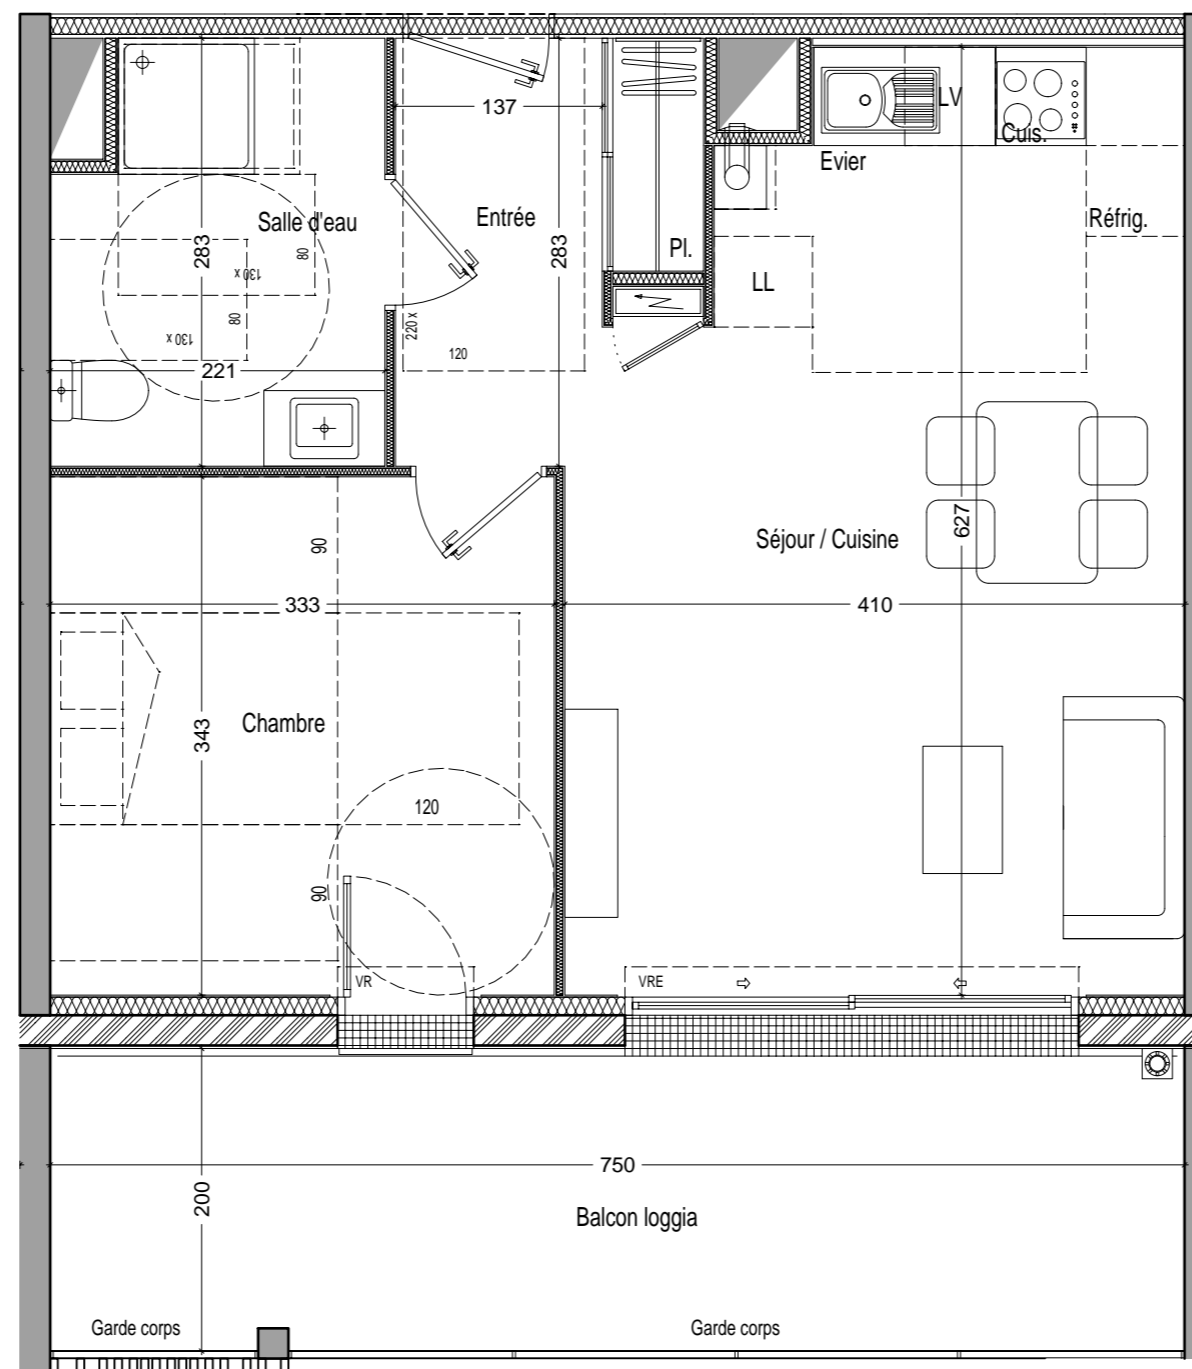 137
LV
Cuis.
Evier
Salle d'eau
Entrée
Réfrig.
Pl.
283
80
283
130 x
LL
80
220 x
130 x
120
221
627
90
Séjour / Cuisine
333
410
343
Chambre
120
90
VR
VRE
750
200
Balcon loggia
Garde corps
Garde corps